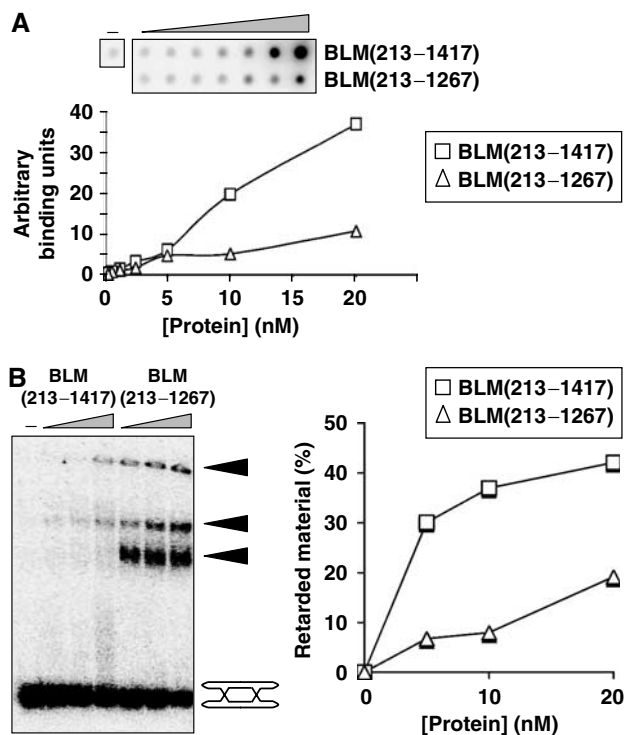 A
–
BLM(213–1417)
BLM(213–1267)
40
30
20
10
0
Arbitrary
binding units
0 5 10 15 20
[Protein] (nM)
BLM(213–1417)
BLM(213–1267)
B
BLM
(213–1417)
BLM
(213–1267)
–
BLM(213–1417)
BLM(213–1267)
50
40
30
20
10
0
Retarded material (%)
0 10 20
[Protein] (nM)